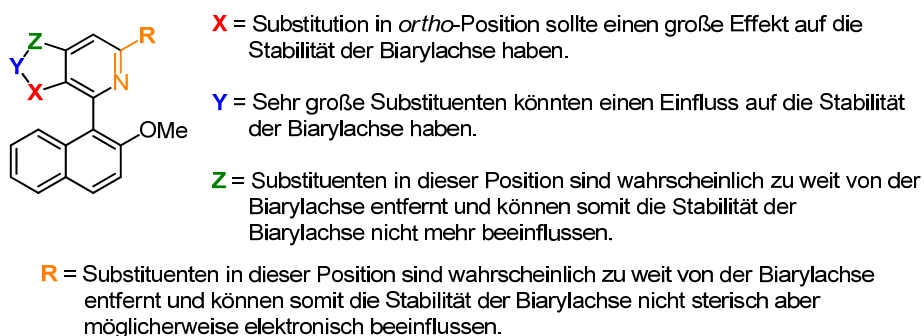 Z
R
Y
X
N
OMe
X = Substitution in ortho-Position sollte einen große Effekt auf die
Stabilität der Biarylachse haben.
Y = Sehr große Substituenten könnten einen Einfluss auf die Stabilität
der Biarylachse haben.
Z = Substituenten in dieser Position sind wahrscheinlich zu weit von der
Biarylachse entfernt und können somit die Stabilität der
Biarylachse nicht mehr beeinflussen.
R = Substituenten in dieser Position sind wahrscheinlich zu weit von der Biarylachse
entfernt und können somit die Stabilität der Biarylachse nicht sterisch aber
möglicherweise elektronisch beeinflussen.